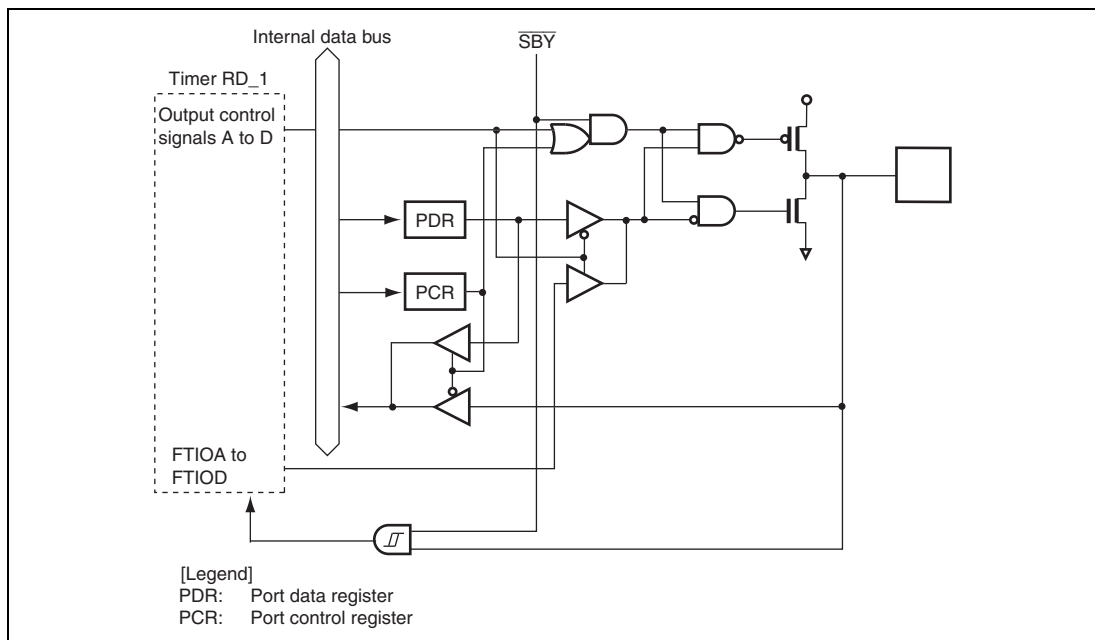 Internal data bus
SBY
Timer RD_1
Output control
signals A to D
PDR
PCR
FTIOA to
FTIOD
[Legend]
PDR: Port data register
PCR: Port control register